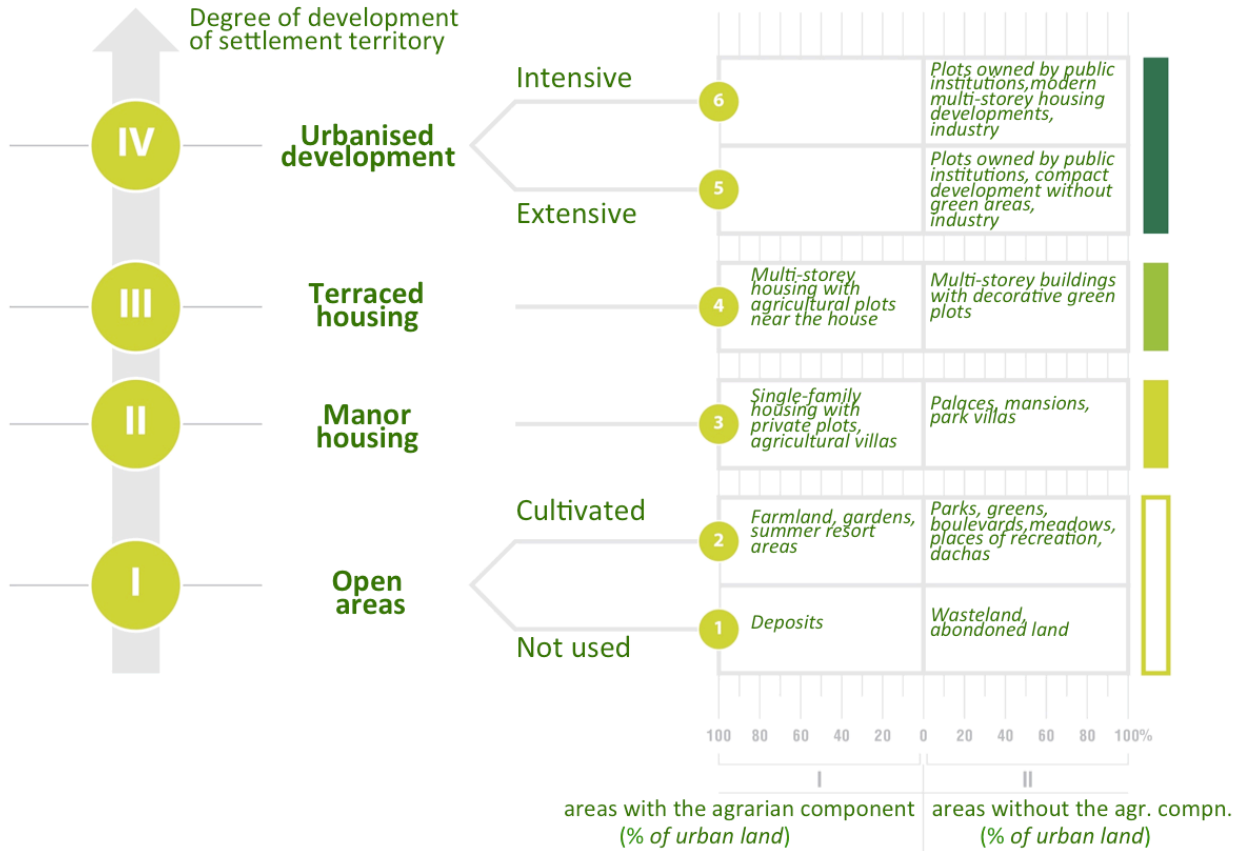 Degree of development
of settlement territory
IV
Urbanised
development
Intensive
6
Plots owned by public
institutions,modern
multi-storey housing
developments,
industry
Extensive
5
Plots owned by public
institutions, compact
development without
green areas,
industry
III
Terraced
housing
4
Multi-storey
housing with
agricultural plots
near the house
Multi-storey buildings
with decorative green
plots
II
Manor
housing
3
Single-family
housing with
private plots,
agricultural villas
Palaces, mansions,
park villas
I
Open
areas
Cultivated
2
Farmland, gardens,
summer resort
areas
Parks, greens,
boulevards,meadows,
places of recreation,
dachas
Not used
1
Deposits
Wasteland,
abondoned land
100 80 60 40 20 0 20 40 60 80 100%
I II
areas with the agrarian component
(% of urban land)
areas without the agr. compn.
(% of urban land)